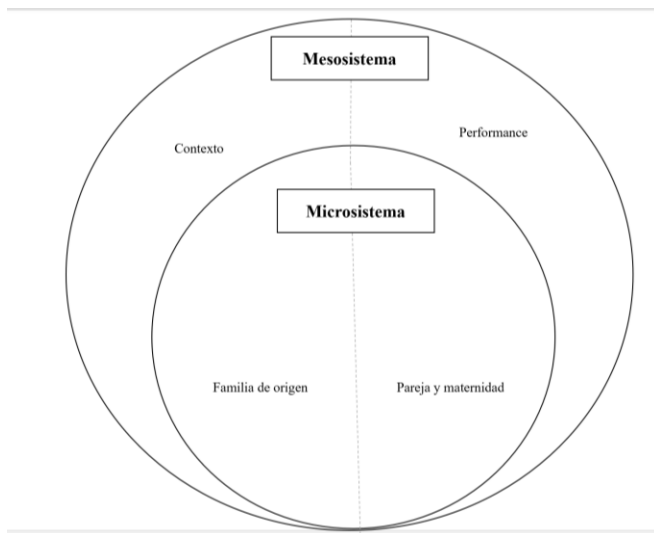 Mesosistema
Performance
Contexto
Microsistema
Familia de origen
Pareja y maternidad